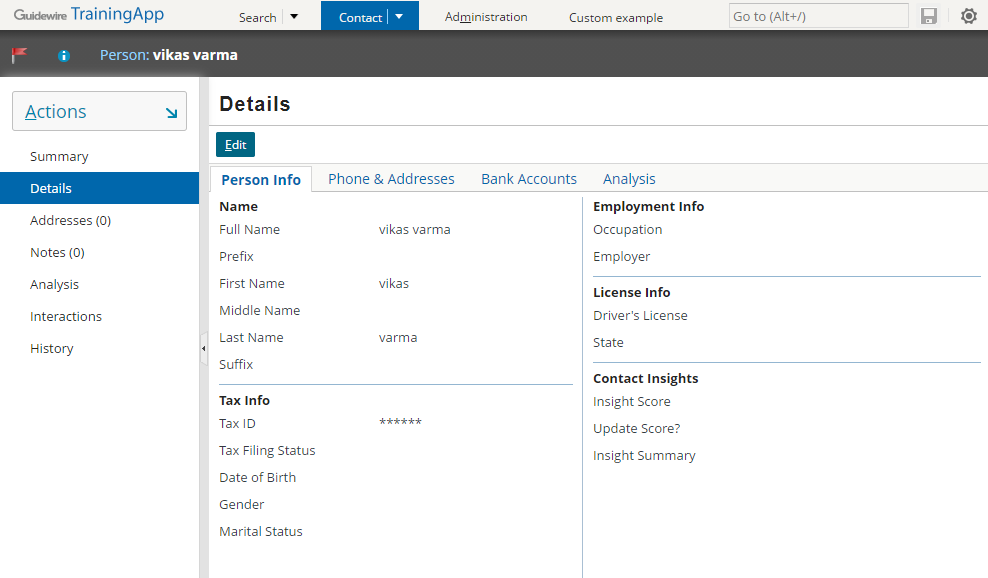 Guidewire TrainingApp Search Contact Administration Custom example Go to (Alt+/)
Person: vikas varma
Actions
Summary
Details
Addresses (0)
Notes (0)
Analysis
Interactions
History
Details
Edit
Person Info Phone & Addresses Bank Accounts Analysis
Name
Full Name vikas varma
Prefix
First Name vikas
Middle Name
Last Name varma
Suffix
Tax Info
Tax ID ******
Tax Filing Status
Date of Birth
Gender
Marital Status
Employment Info
Occupation
Employer
License Info
Driver's License
State
Contact Insights
Insight Score
Update Score?
Insight Summary